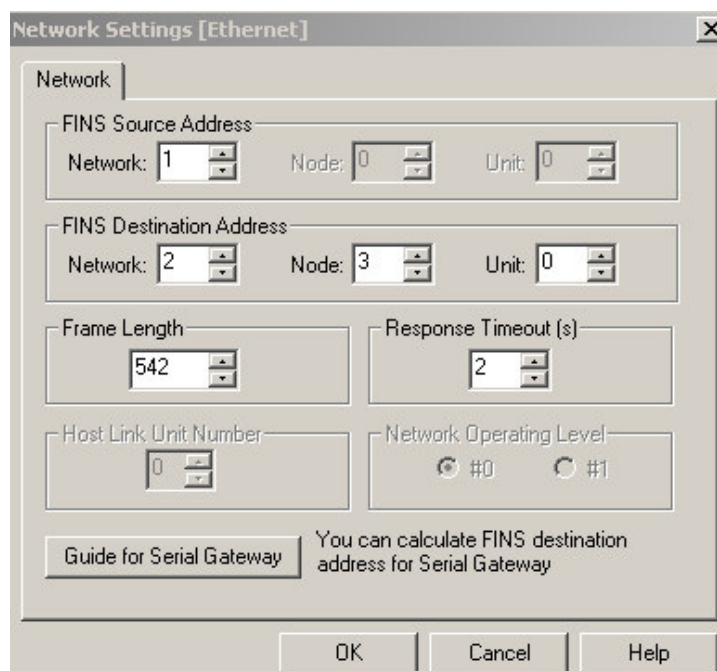 Network Settings [Ethernet]
Network
FINS Source Address
Network: 1 Node: 0 Unit: 0
FINS Destination Address
Network: 2 Node: 3 Unit: 0
Frame Length
542
Response Timeout (s)
2
Host Link Unit Number
0
Network Operating Level
#0 #1
Guide for Serial Gateway
You can calculate FINS destination
address for Serial Gateway
OK Cancel Help